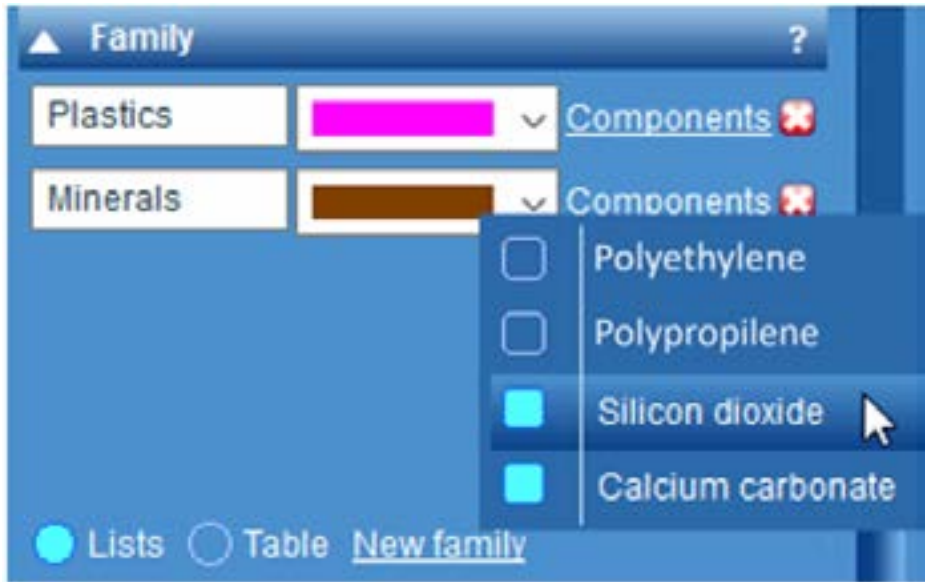 Family ?
Plastics Components
Minerals Components
Polyethylene
Polypropilene
Silicon dioxide
Calcium carbonate
Lists Table New family